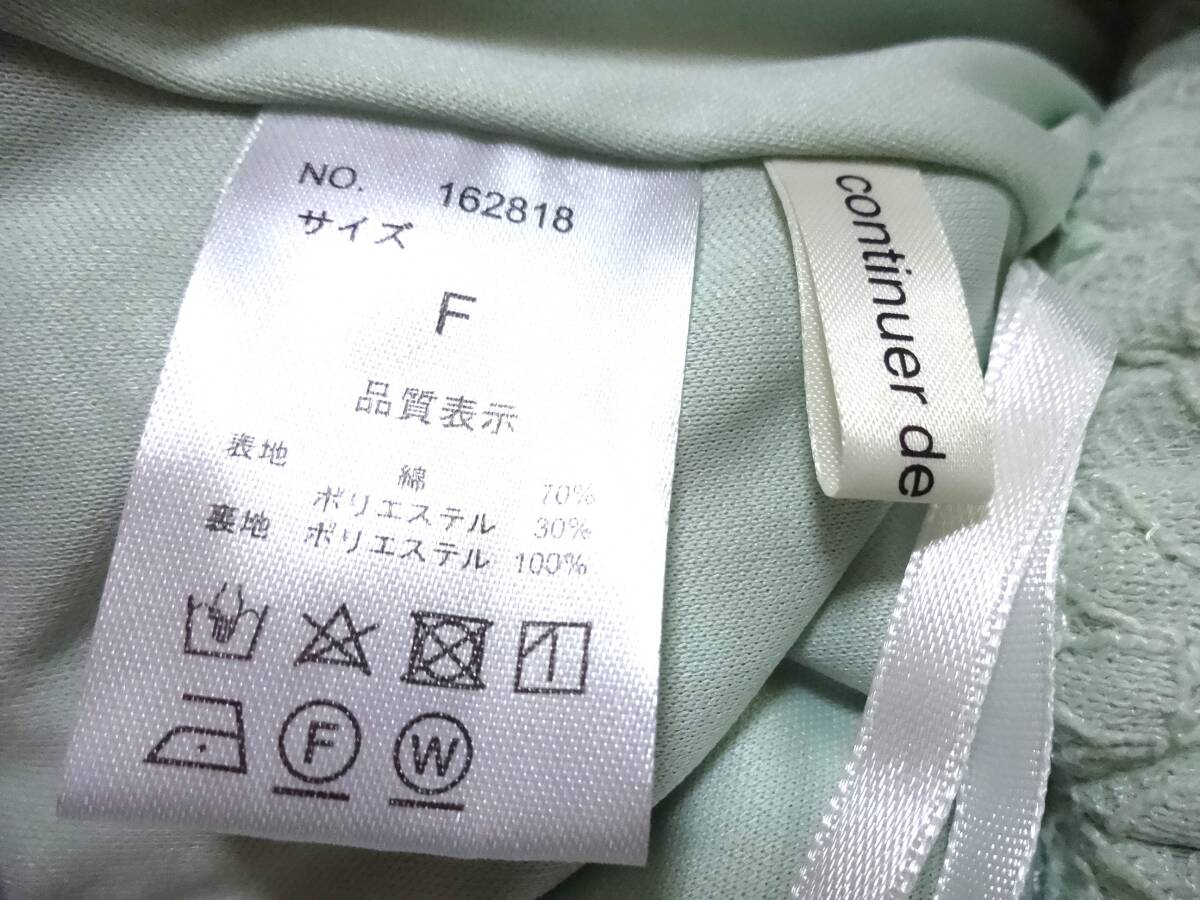 NO. 162818
サイズ
F
品質表示
表地 綿 70%
ポリエステル 30%
裏地 ポリエステル 100%
F
W
continuer de